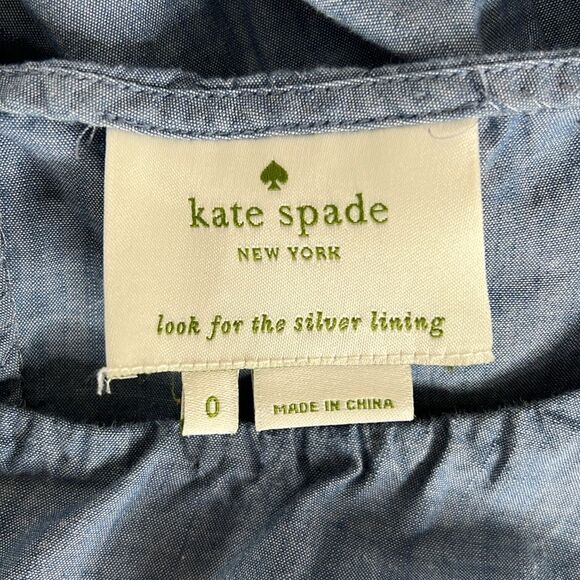 kate spade
NEW YORK
look for the silver lining
0
MADE IN CHINA